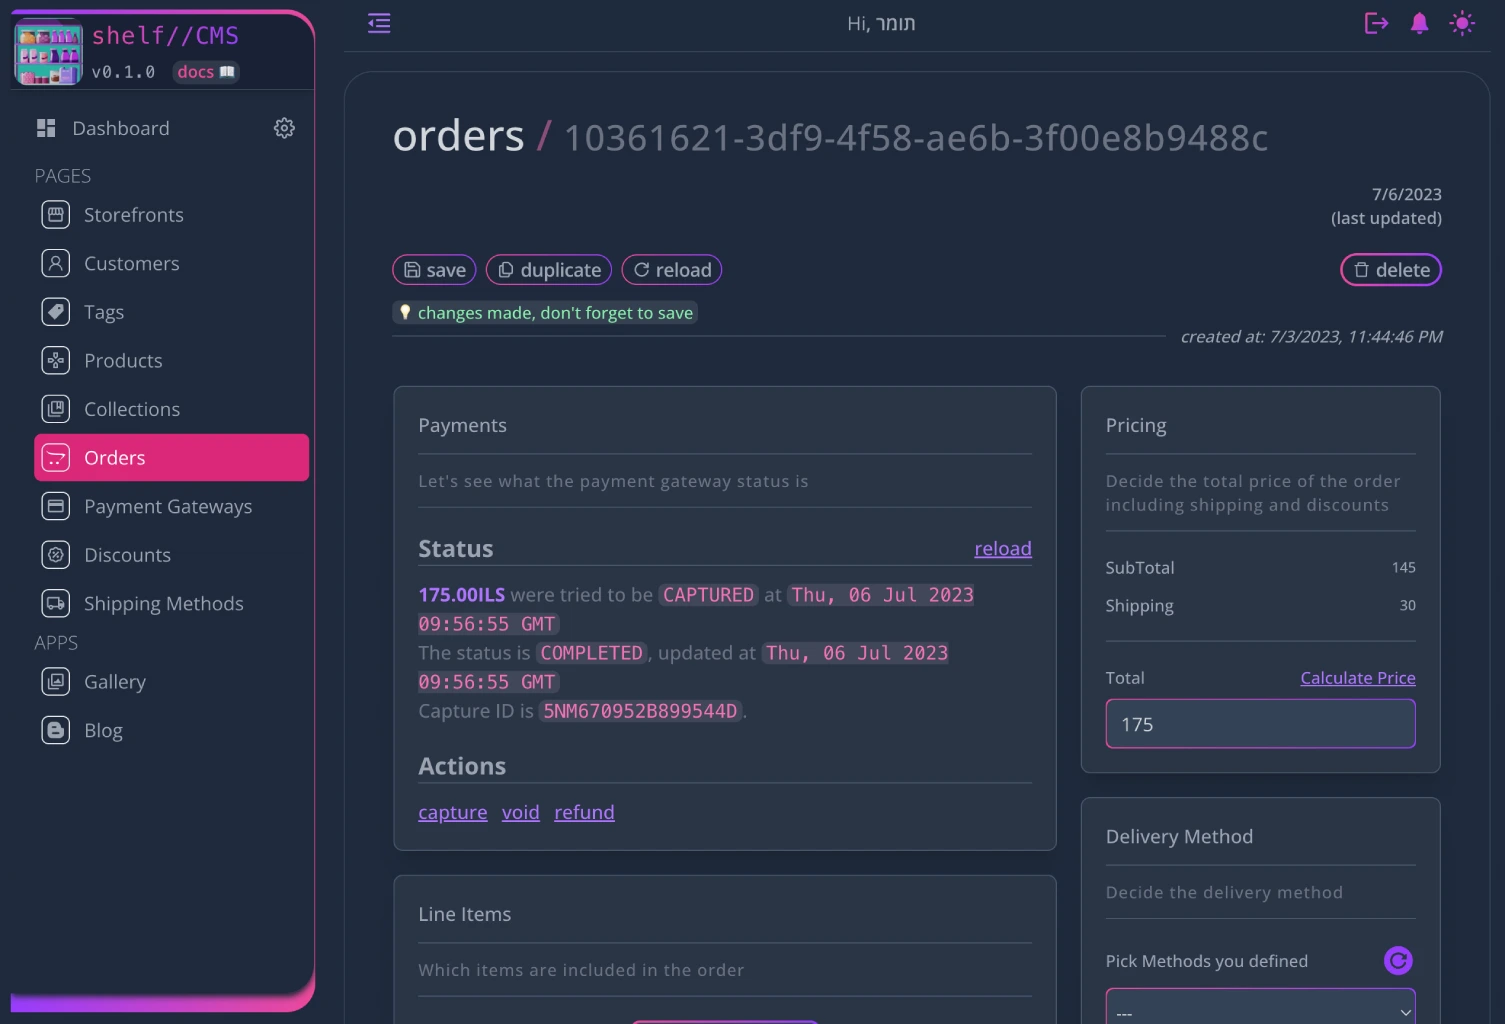 shelf//CMS
v0.1.0 docs
Dashboard
PAGES
Storefronts
Customers
Tags
Products
Collections
Orders
Payment Gateways
Discounts
Shipping Methods
APPS
Gallery
Blog
Hi, תומר
orders / 10361621-3df9-4f58-ae6b-3f00e8b9488c
7/6/2023
(last updated)
save duplicate reload delete
changes made, don't forget to save
created at: 7/3/2023, 11:44:46 PM
Payments
Let's see what the payment gateway status is
Status reload
175.00ILS were tried to be CAPTURED at Thu, 06 Jul 2023
09:56:55 GMT
The status is COMPLETED, updated at Thu, 06 Jul 2023
09:56:55 GMT
Capture ID is 5NM670952B899544D.
Actions
capture void refund
Line Items
Which items are included in the order
Pricing
Decide the total price of the order
including shipping and discounts
SubTotal 145
Shipping 30
Total Calculate Price
175
Delivery Method
Decide the delivery method
Pick Methods you defined
---